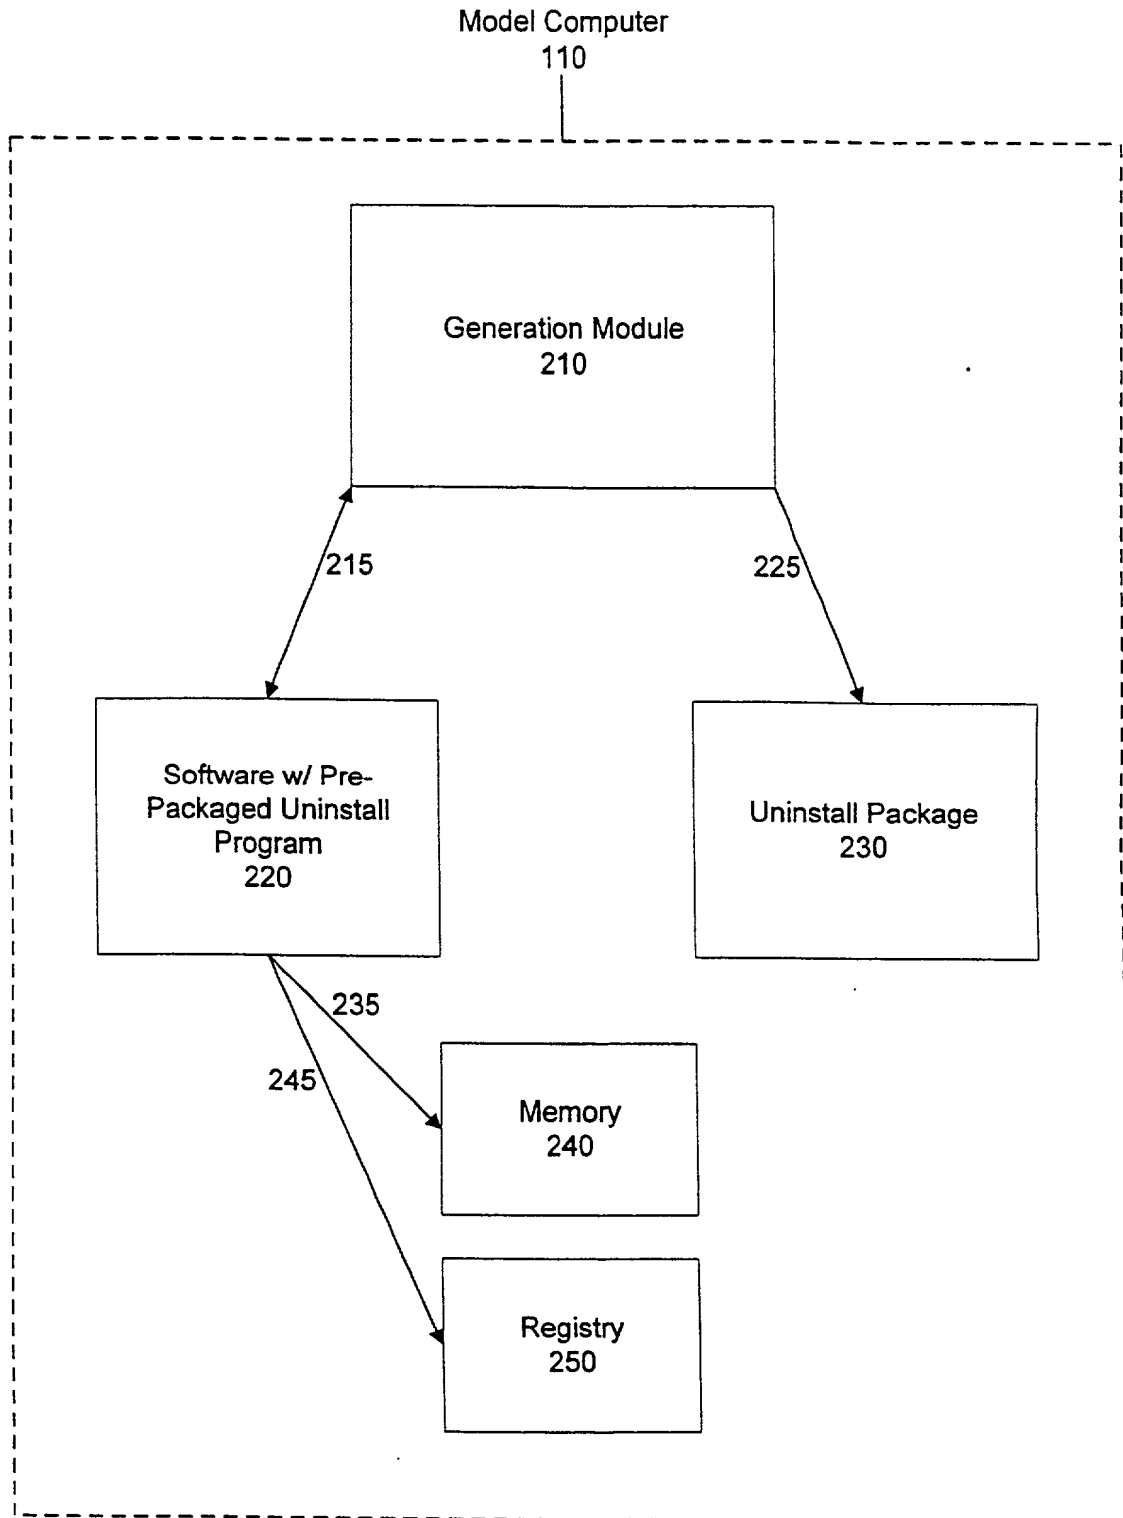 Model Computer
110
Generation Module
210
215
225
Software w/ Pre-
Packaged Uninstall
Program
220
Uninstall Package
230
235
245
Memory
240
Registry
250